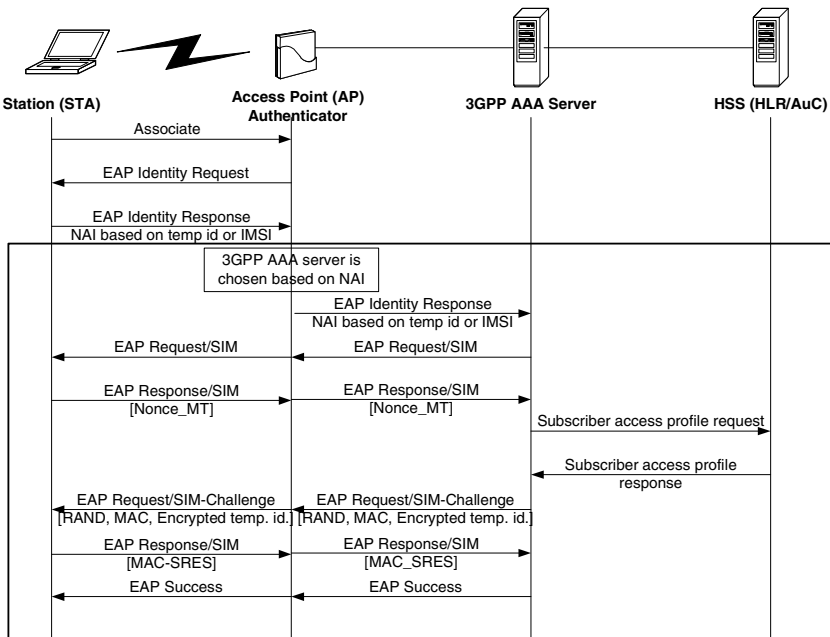 Station (STA)
Access Point (AP)
Authenticator
3GPP AAA Server
HSS (HLR/AuC)
Associate
EAP Identity Request
EAP Identity Response
NAI based on temp id or IMSI
3GPP AAA server is
chosen based on NAI
EAP Identity Response
NAI based on temp id or IMSI
EAP Request/SIM
EAP Request/SIM
EAP Response/SIM
[Nonce_MT]
EAP Response/SIM
[Nonce_MT]
Subscriber access profile request
Subscriber access profile
response
EAP Request/SIM-Challenge
[RAND, MAC, Encrypted temp. id.]
EAP Request/SIM-Challenge
[RAND, MAC, Encrypted temp. id.]
EAP Response/SIM
[MAC-SRES]
EAP Response/SIM
[MAC_SRES]
EAP Success
EAP Success